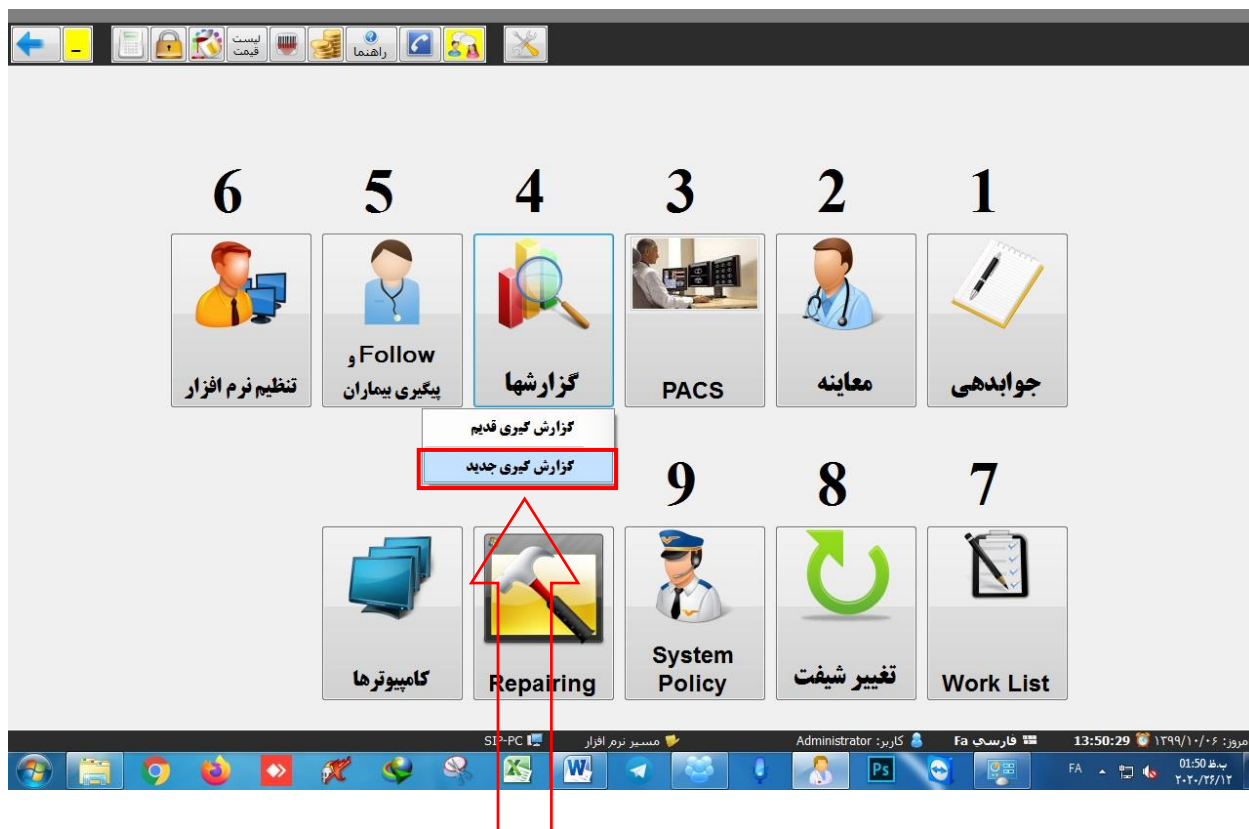 لیست
قیمت
راهنما
1
2
3
4
5
6
جوابدهی
معاینه
PACS
گزارشها
Follow و
پیگیری بیماران
تنظیم نرم افزار
گزارش گیری قدیم
گزارش گیری جدید
7
8
9
Work List
تغییر شیفت
System
Policy
Repairing
کامپیوترها
مروز: ۱۳۹۹/۱۰/۰۶ 13:50:29
فارسي Fa
کاربر: Administrator
مسیر نرم افزار
SIP-PC
Ps
FA
01:50 ب.ظ
۲۰۲۰/۲۶/۱۲